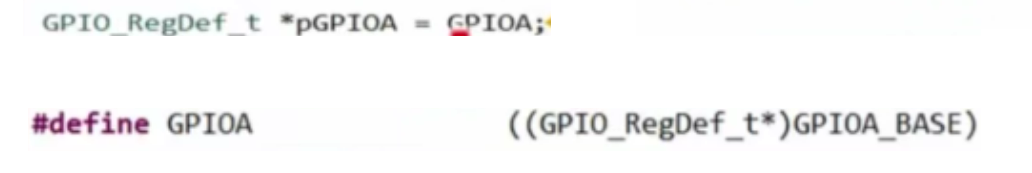 GPIO_RegDef_t *pGPIOA = GPIOA;
#define GPIOA ((GPIO_RegDef_t*)GPIOA_BASE)